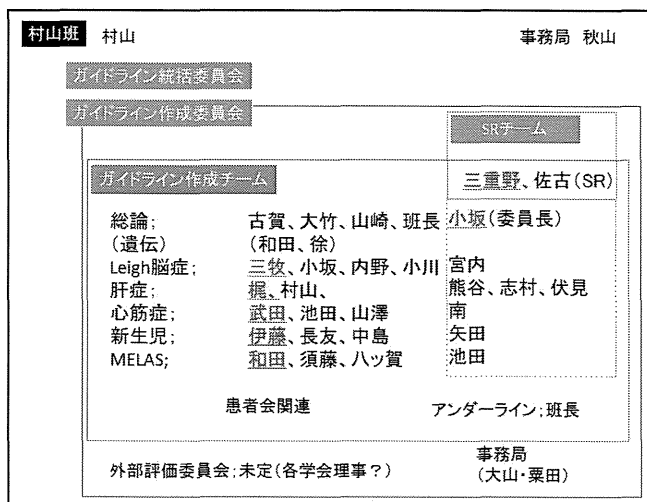 村山班 村山 事務局 秋山
ガイドライン統括委員会
ガイドライン作成委員会
SRチーム
ガイドライン作成チーム 三重野、佐古(SR)
総論; 古賀、大竹、山崎、班長 小坂(委員長)
(遺伝) (和田、徐)
Leigh脳症; 三牧、小坂、内野、小川 宮内
肝症; 梶、村山、 熊谷、志村、伏見
心筋症; 武田、池田、山澤 南
新生児; 伊藤、長友、中島 矢田
MELAS; 和田、須藤、八ッ賀 池田
患者会関連 アンダーライン;班長
外部評価委員会;未定(各学会理事?) 事務局
(大山・粟田)